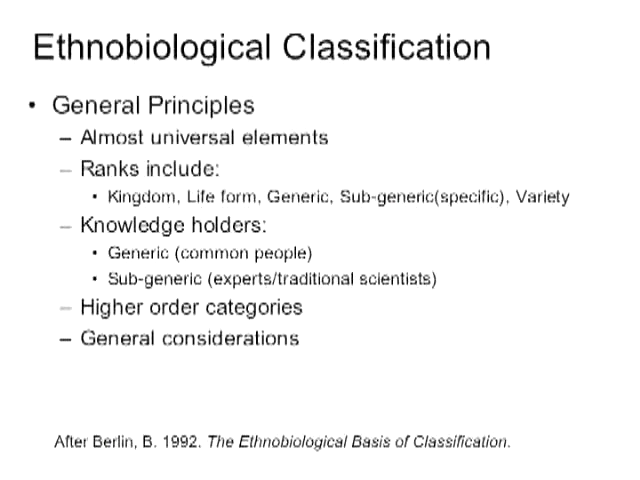 Ethnobiological Classification
• General Principles
– Almost universal elements
– Ranks include:
• Kingdom, Life form, Generic, Sub-generic(specific), Variety
– Knowledge holders:
• Generic (common people)
• Sub-generic (experts/traditional scientists)
– Higher order categories
– General considerations
After Berlin, B. 1992. The Ethnobiological Basis of Classification.